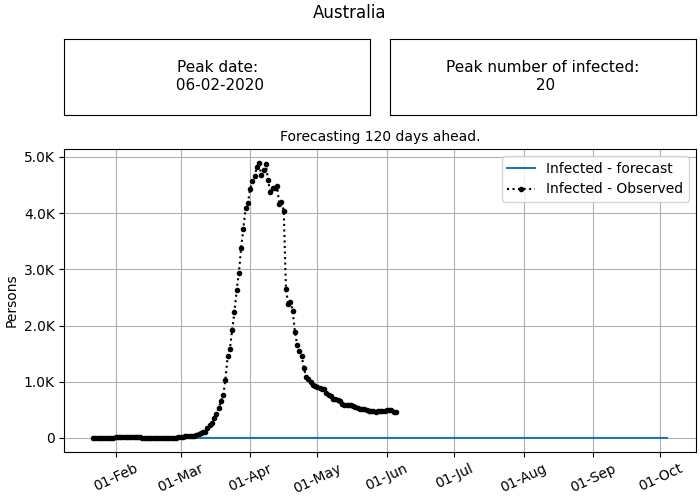 Australia
Peak date:
06-02-2020
Peak number of infected:
20
Forecasting 120 days ahead.
Infected - forecast
Infected - Observed
5.0K
4.0K
3.0K
2.0K
1.0K
0
Persons
01-Feb
01-Mar
01-Apr
01-May
01-Jun
01-Jul
01-Aug
01-Sep
01-Oct